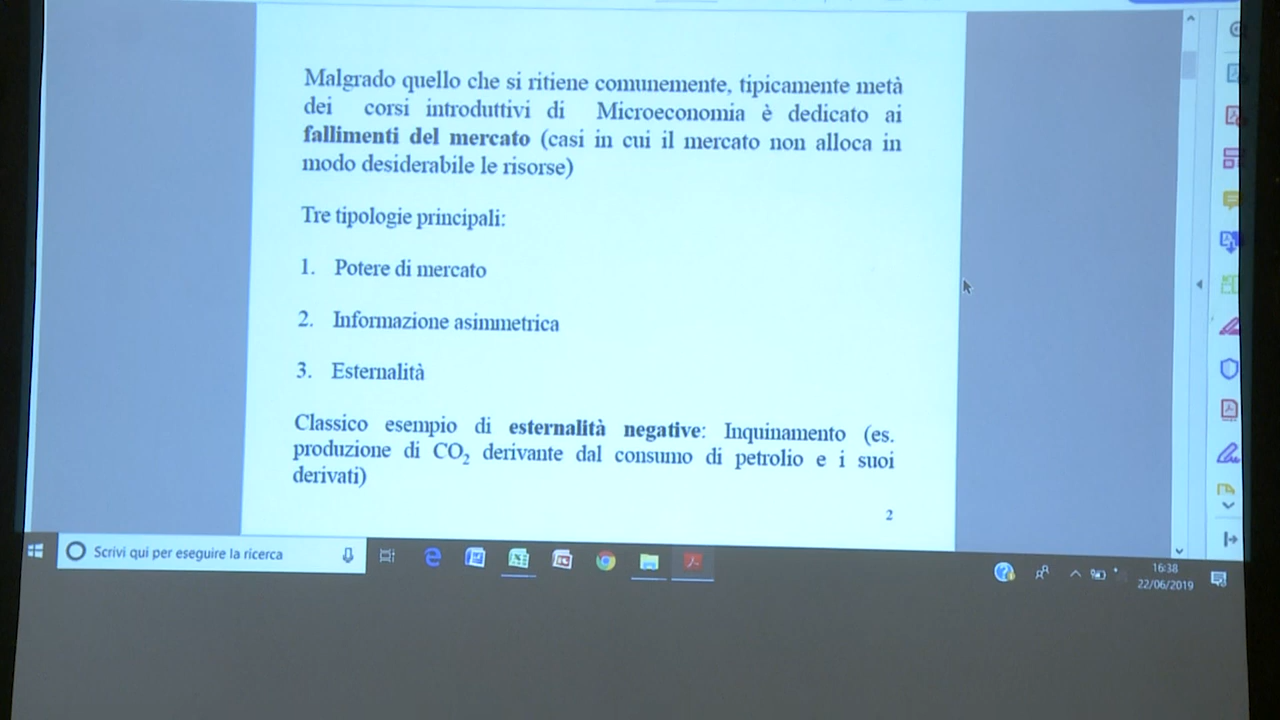 Malgrado quello che si ritiene comunemente, tipicamente metà
dei corsi introduttivi di Microeconomia è dedicato ai
fallimenti del mercato (casi in cui il mercato non alloca in
modo desiderabile le risorse)
Tre tipologie principali:
1. Potere di mercato
2. Informazione asimmetrica
3. Esternalità
Classico esempio di esternalità negative: Inquinamento (es.
produzione di CO₂ derivante dal consumo di petrolio e i suoi
derivati)
2
Scrivi qui per eseguire la ricerca
16:38
22/06/2019